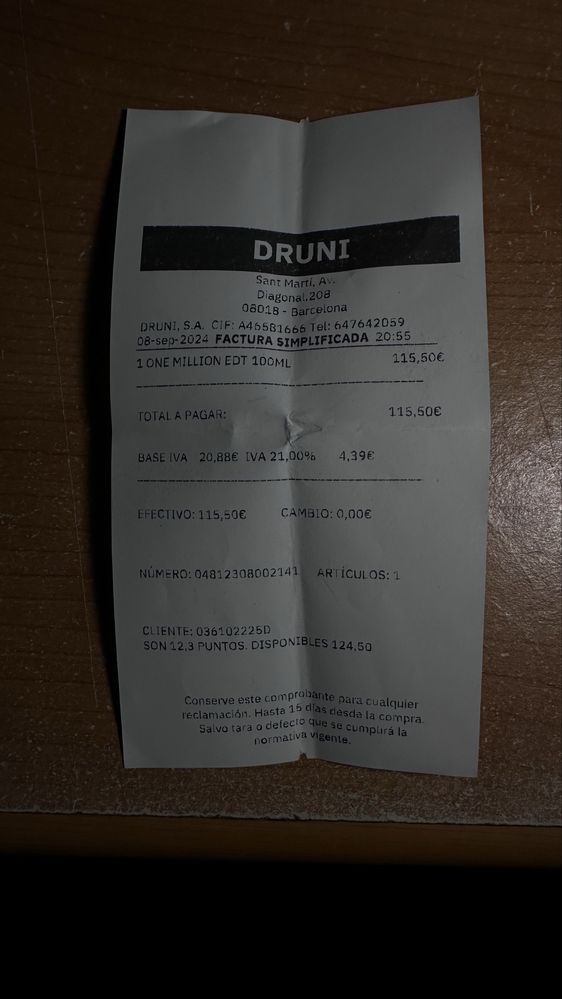 DRUNI
Sant Martí, Av.
Diagonal,208
08018 - Barcelona
DRUNI, S.A. CIF: A46581666 Tel: 647642059
08-sep-2024 FACTURA SIMPLIFICADA 20:55
1 ONE MILLION EDT 100ML 115,50€
TOTAL A PAGAR: 115,50€
BASE IVA 20,88€ IVA 21,00% 4,39€
EFECTIVO: 115,50€ CAMBIO: 0,00€
NÚMERO: 04812308002141 ARTÍCULOS: 1
CLIENTE: 036102225D
SON 12,3 PUNTOS. DISPONIBLES 124,50
Conserve este comprobante para cualquier
reclamación. Hasta 15 días desde la compra.
Salvo tara o defecto que se cumplirá la
normativa vigente.